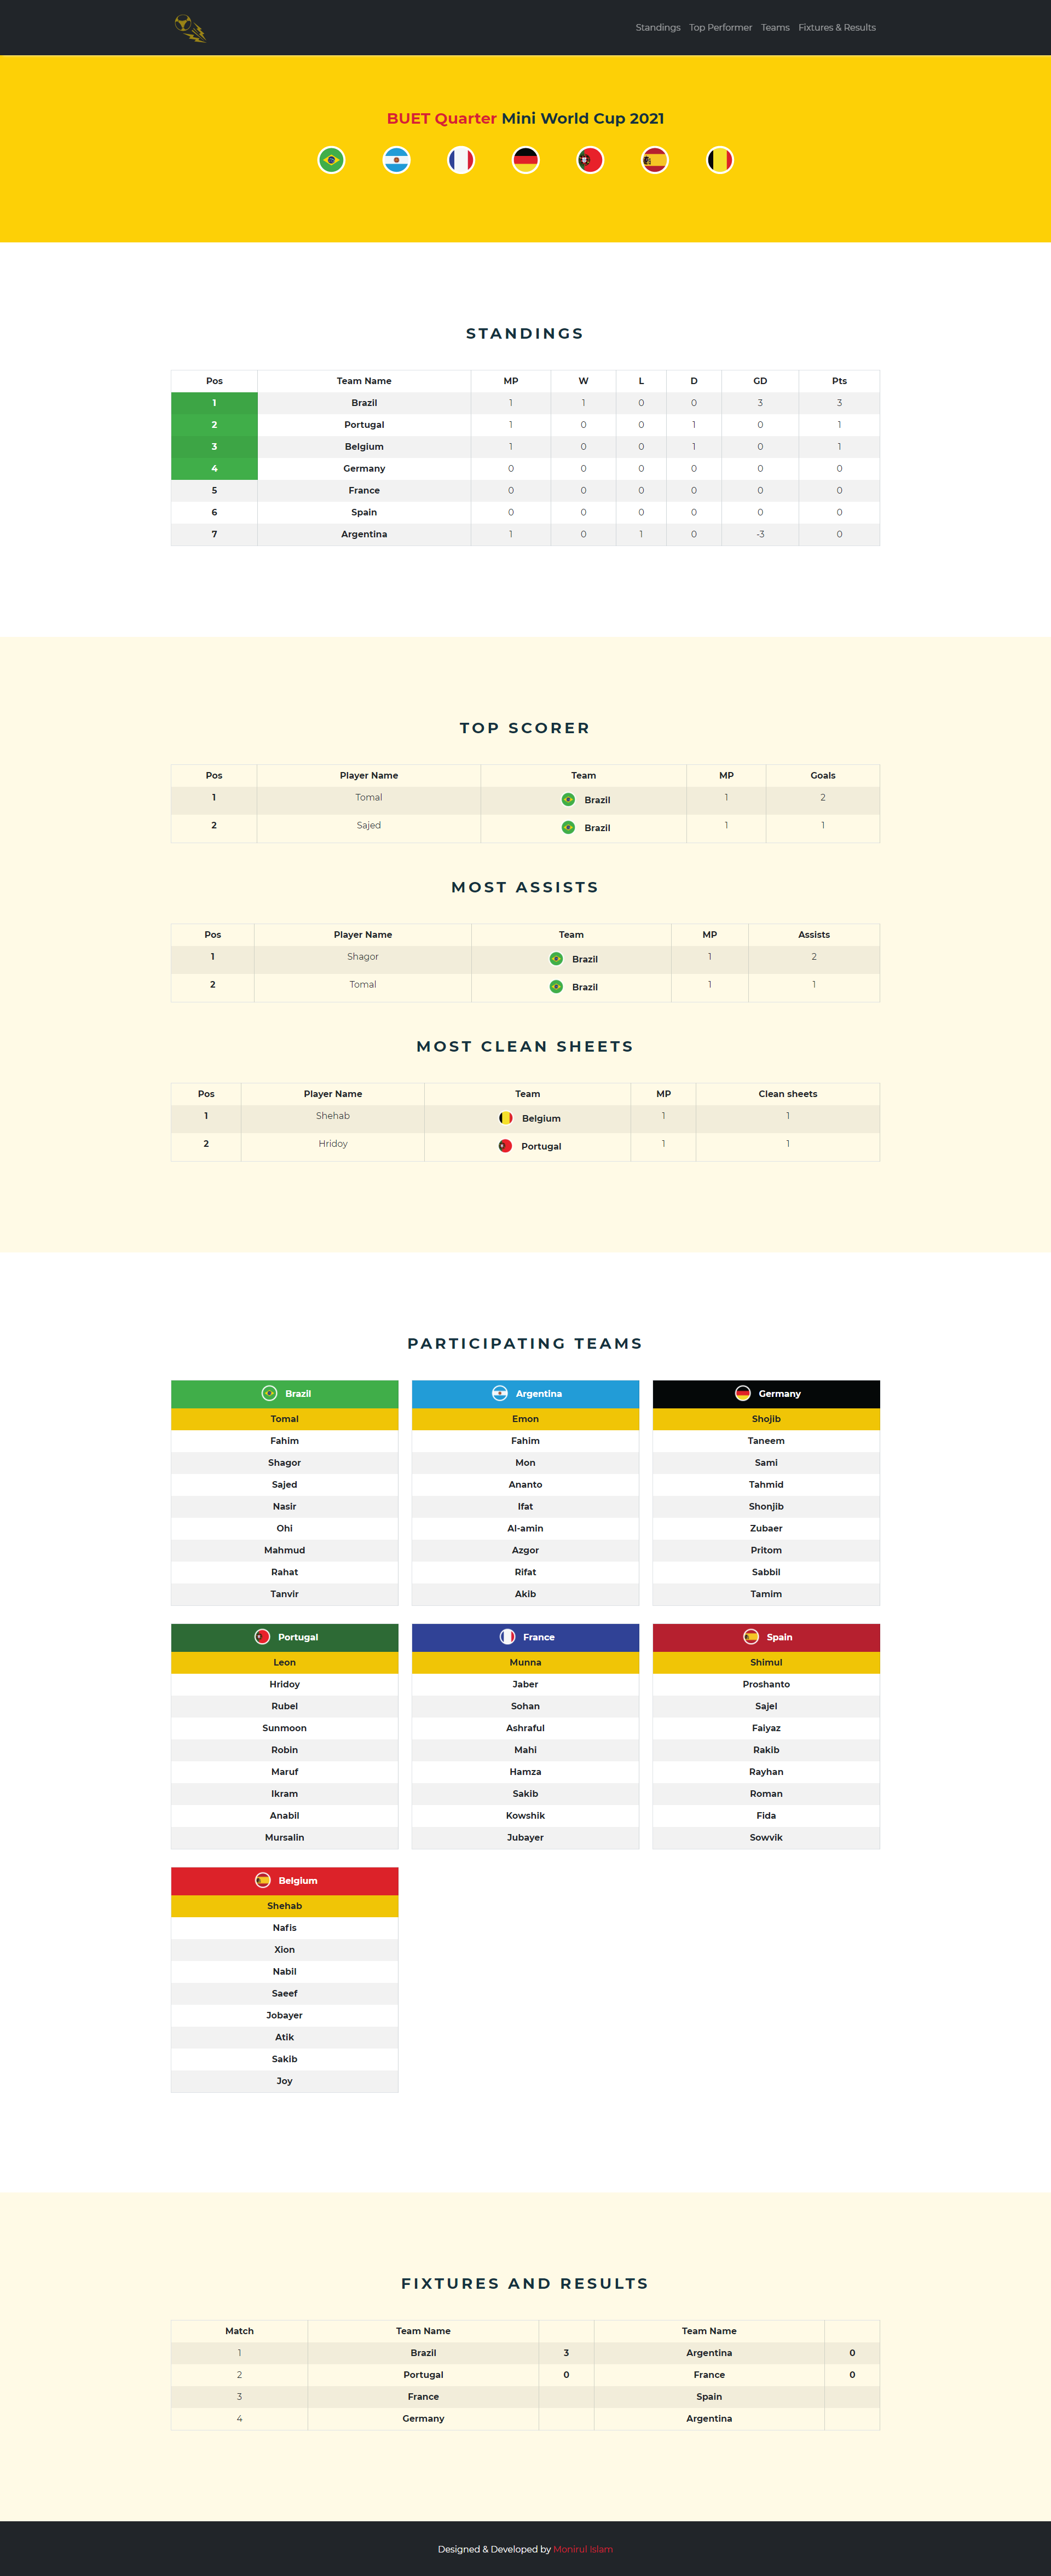 Standings Top Performer Teams Fixtures & Results
BUET Quarter Mini World Cup 2021
STANDINGS
Pos Team Name MP W L D GD Pts
1 Brazil 1 1 0 0 3 3
2 Portugal 1 0 0 1 0 1
3 Belgium 1 0 0 1 0 1
4 Germany 0 0 0 0 0 0
5 France 0 0 0 0 0 0
6 Spain 0 0 0 0 0 0
7 Argentina 1 0 1 0 -3 0
TOP SCORER
Pos Player Name Team MP Goals
1 Tomal Brazil 1 2
2 Sajed Brazil 1 1
MOST ASSISTS
Pos Player Name Team MP Assists
1 Shagor Brazil 1 2
2 Tomal Brazil 1 1
MOST CLEAN SHEETS
Pos Player Name Team MP Clean sheets
1 Shehab Belgium 1 1
2 Hridoy Portugal 1 1
PARTICIPATING TEAMS
Brazil Argentina Germany
Tomal Emon Shojib
Fahim Fahim Taneem
Shagor Mon Sami
Sajed Ananto Tahmid
Nasir Ifat Shonjib
Ohi Al-amin Zubaer
Mahmud Azgor Pritom
Rahat Rifat Sabbil
Tanvir Akib Tamim
Portugal France Spain
Leon Munna Shimul
Hridoy Jaber Proshanto
Rubel Sohan Sajel
Sunmoon Ashraful Faiyaz
Robin Mahi Rakib
Maruf Hamza Rayhan
Ikram Sakib Roman
Anabil Kowshik Fida
Mursalin Jubayer Sowvik
Belgium
Shehab
Nafis
Xion
Nabil
Saeef
Jobayer
Atik
Sakib
Joy
FIXTURES AND RESULTS
Match Team Name Team Name
1 Brazil 3 Argentina 0
2 Portugal 0 France 0
3 France Spain
4 Germany Argentina
Designed & Developed by Monirul Islam